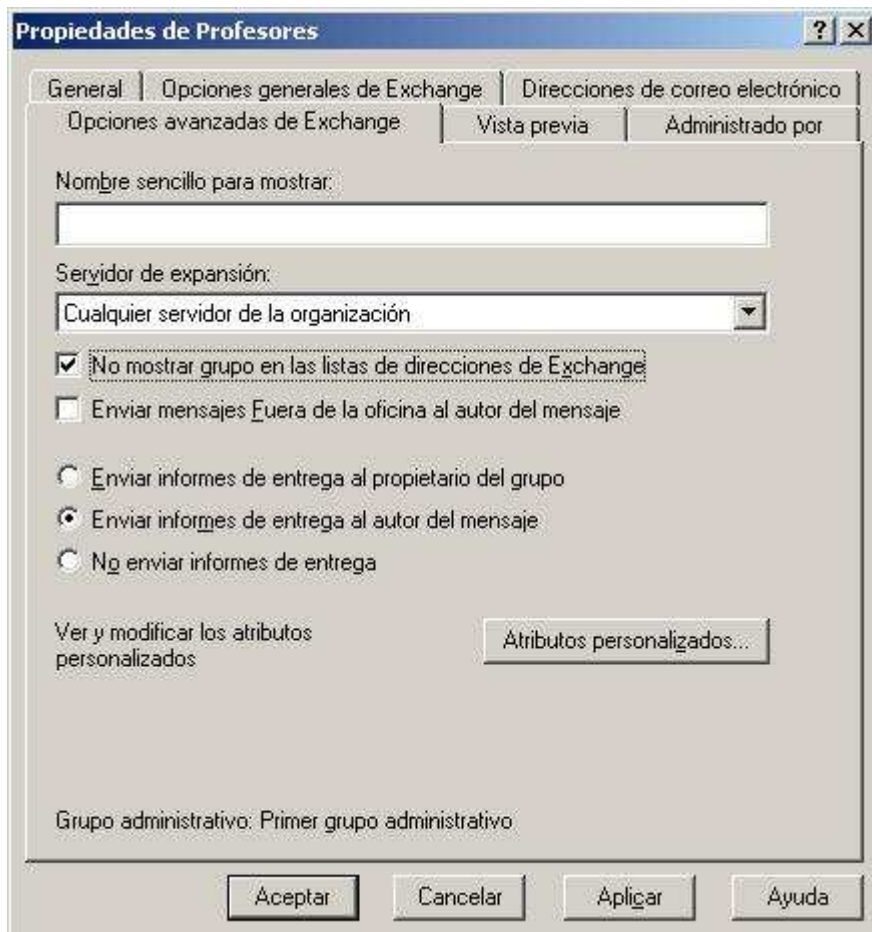 Propiedades de Profesores
General
Opciones generales de Exchange
Direcciones de correo electrónico
Opciones avanzadas de Exchange
Vista previa
Administrado por
Nombre sencillo para mostrar:
Servidor de expansión:
Cualquier servidor de la organización
No mostrar grupo en las listas de direcciones de Exchange
Enviar mensajes Fuera de la oficina al autor del mensaje
Enviar informes de entrega al propietario del grupo
Enviar informes de entrega al autor del mensaje
No enviar informes de entrega
Ver y modificar los atributos
personalizados
Atributos personalizados...
Grupo administrativo: Primer grupo administrativo
Aceptar
Cancelar
Aplicar
Ayuda